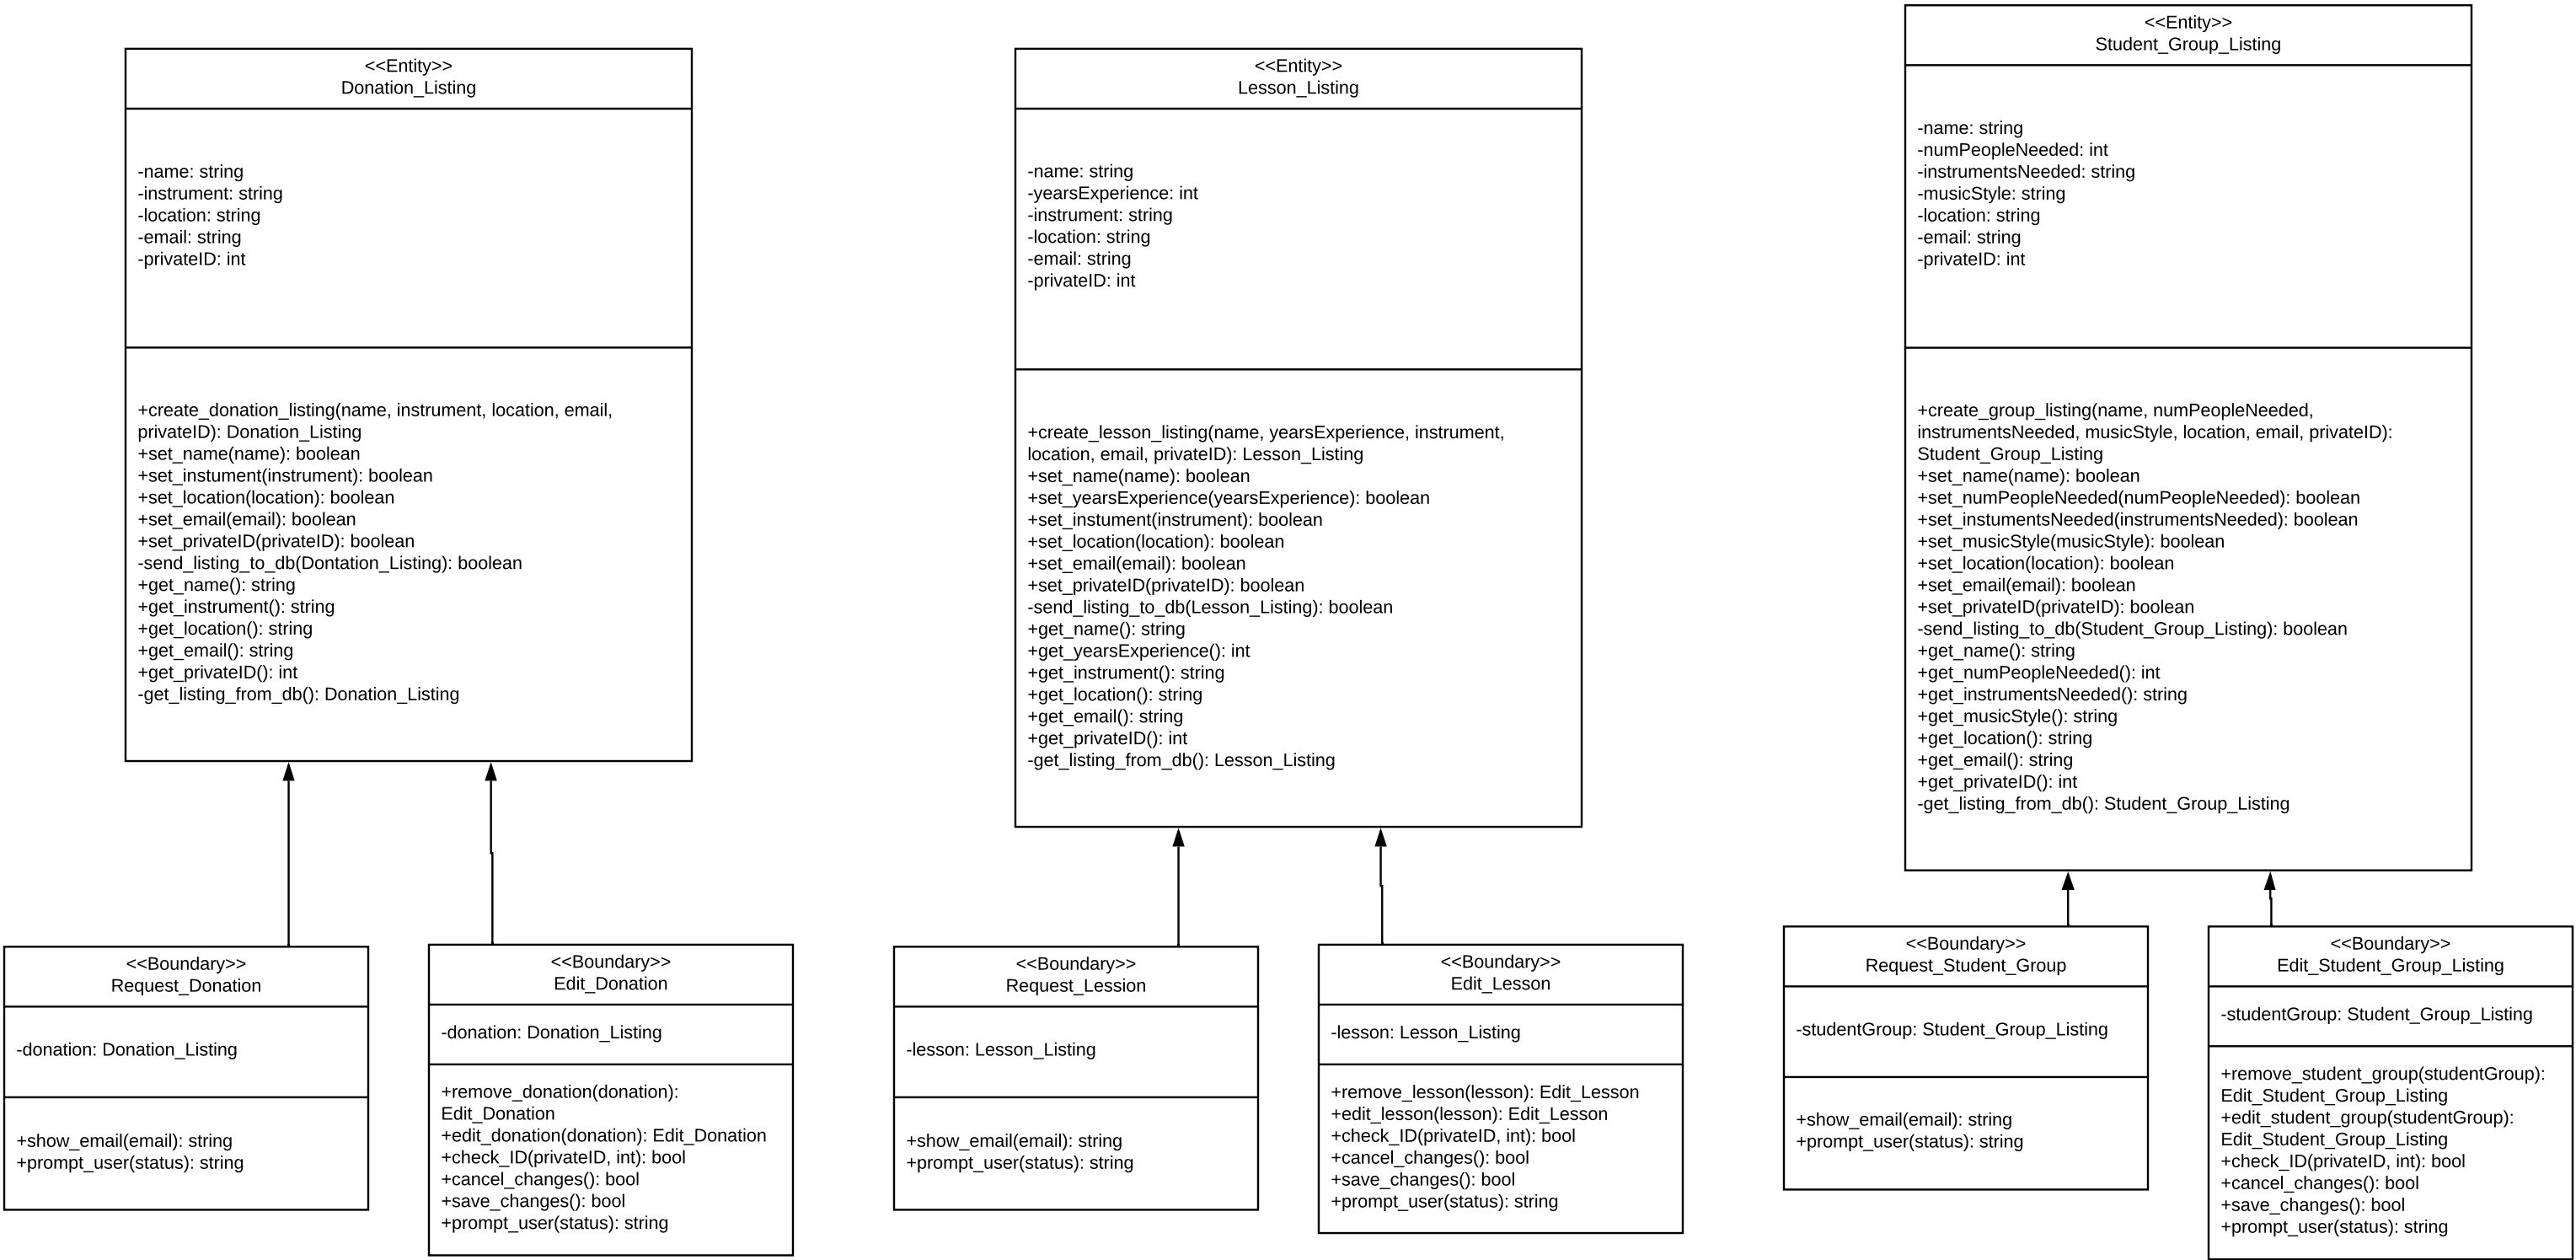 <<Entity>>
Donation_Listing
-name: string
-instrument: string
-location: string
-email: string
-privateID: int
+create_donation_listing(name, instrument, location, email,
privateID): Donation_Listing
+set_name(name): boolean
+set_instument(instrument): boolean
+set_location(location): boolean
+set_email(email): boolean
+set_privateID(privateID): boolean
-send_listing_to_db(Dontation_Listing): boolean
+get_name(): string
+get_instrument(): string
+get_location(): string
+get_email(): string
+get_privateID(): int
-get_listing_from_db(): Donation_Listing
<<Boundary>>
Request_Donation
-donation: Donation_Listing
+show_email(email): string
+prompt_user(status): string
<<Boundary>>
Edit_Donation
-donation: Donation_Listing
+remove_donation(donation):
Edit_Donation
+edit_donation(donation): Edit_Donation
+check_ID(privateID, int): bool
+cancel_changes(): bool
+save_changes(): bool
+prompt_user(status): string
<<Entity>>
Lesson_Listing
-name: string
-yearsExperience: int
-instrument: string
-location: string
-email: string
-privateID: int
+create_lesson_listing(name, yearsExperience, instrument,
location, email, privateID): Lesson_Listing
+set_name(name): boolean
+set_yearsExperience(yearsExperience): boolean
+set_instument(instrument): boolean
+set_location(location): boolean
+set_email(email): boolean
+set_privateID(privateID): boolean
-send_listing_to_db(Lesson_Listing): boolean
+get_name(): string
+get_yearsExperience(): int
+get_instrument(): string
+get_location(): string
+get_email(): string
+get_privateID(): int
-get_listing_from_db(): Lesson_Listing
<<Boundary>>
Request_Lession
-lesson: Lesson_Listing
+show_email(email): string
+prompt_user(status): string
<<Boundary>>
Edit_Lesson
-lesson: Lesson_Listing
+remove_lesson(lesson): Edit_Lesson
+edit_lesson(lesson): Edit_Lesson
+check_ID(privateID, int): bool
+cancel_changes(): bool
+save_changes(): bool
+prompt_user(status): string
<<Entity>>
Student_Group_Listing
-name: string
-numPeopleNeeded: int
-instrumentsNeeded: string
-musicStyle: string
-location: string
-email: string
-privateID: int
+create_group_listing(name, numPeopleNeeded,
instrumentsNeeded, musicStyle, location, email, privateID):
Student_Group_Listing
+set_name(name): boolean
+set_numPeopleNeeded(numPeopleNeeded): boolean
+set_instumentsNeeded(instrumentsNeeded): boolean
+set_musicStyle(musicStyle): boolean
+set_location(location): boolean
+set_email(email): boolean
+set_privateID(privateID): boolean
-send_listing_to_db(Student_Group_Listing): boolean
+get_name(): string
+get_numPeopleNeeded(): int
+get_instrumentsNeeded(): string
+get_musicStyle(): string
+get_location(): string
+get_email(): string
+get_privateID(): int
-get_listing_from_db(): Student_Group_Listing
<<Boundary>>
Request_Student_Group
-studentGroup: Student_Group_Listing
+show_email(email): string
+prompt_user(status): string
<<Boundary>>
Edit_Student_Group_Listing
-studentGroup: Student_Group_Listing
+remove_student_group(studentGroup):
Edit_Student_Group_Listing
+edit_student_group(studentGroup):
Edit_Student_Group_Listing
+check_ID(privateID, int): bool
+cancel_changes(): bool
+save_changes(): bool
+prompt_user(status): string